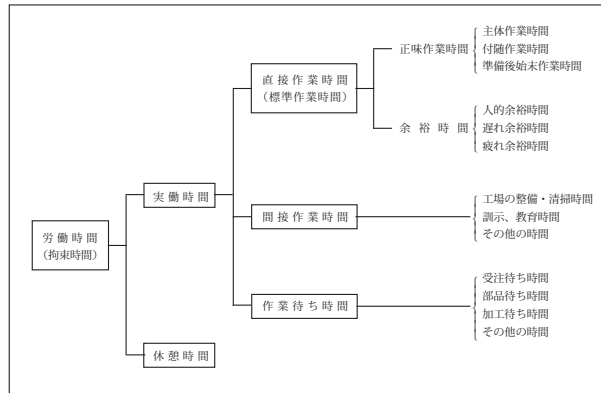 労働時間
(拘束時間)
実働時間
休憩時間
直接作業時間
(標準作業時間)
間接作業時間
作業待ち時間
正味作業時間
余裕時間
主体作業時間
付随作業時間
準備後始末作業時間
人的余裕時間
遅れ余裕時間
疲れ余裕時間
工場の整備・清掃時間
訓示、教育時間
その他の時間
受注待ち時間
部品待ち時間
加工待ち時間
その他の時間